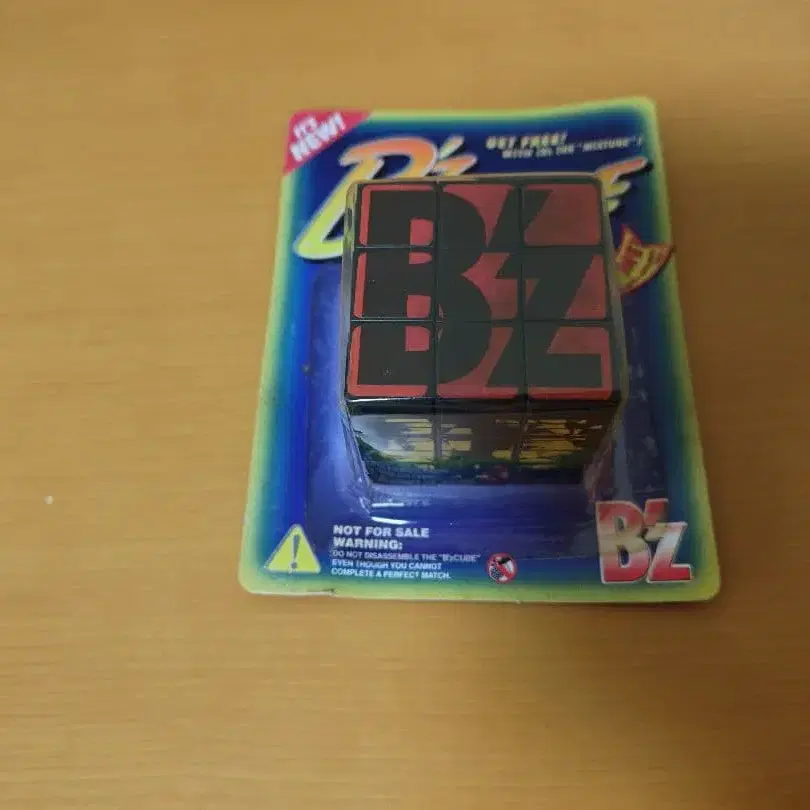 IT'S
NEW!
B'z
GET FREE!
WITH
THE "MIXTURE"!
B'z
NOT FOR SALE
WARNING:
DO NOT DISASSEMBLE THE "B'zCUBE"
EVEN THOUGH YOU CANNOT
COMPLETE A PERFECT MATCH.
B'z